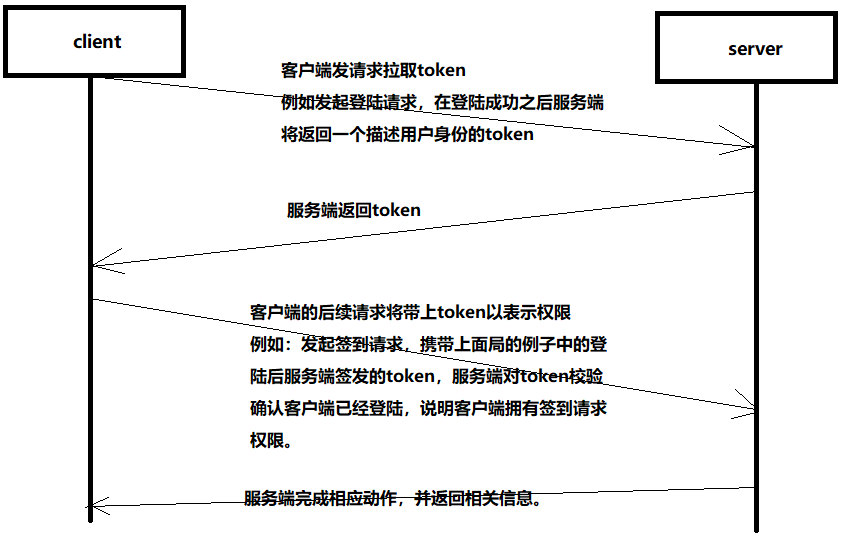 client
server
客户端发请求拉取token
例如发起登陆请求，在登陆成功之后服务端
将返回一个描述用户身份的token
服务端返回token
客户端的后续请求将带上token以表示权限
例如：发起签到请求，携带上面局的例子中的登
陆后服务端签发的token，服务端对token校验
确认客户端已经登陆，说明客户端拥有签到请求
权限。
服务端完成相应动作，并返回相关信息。